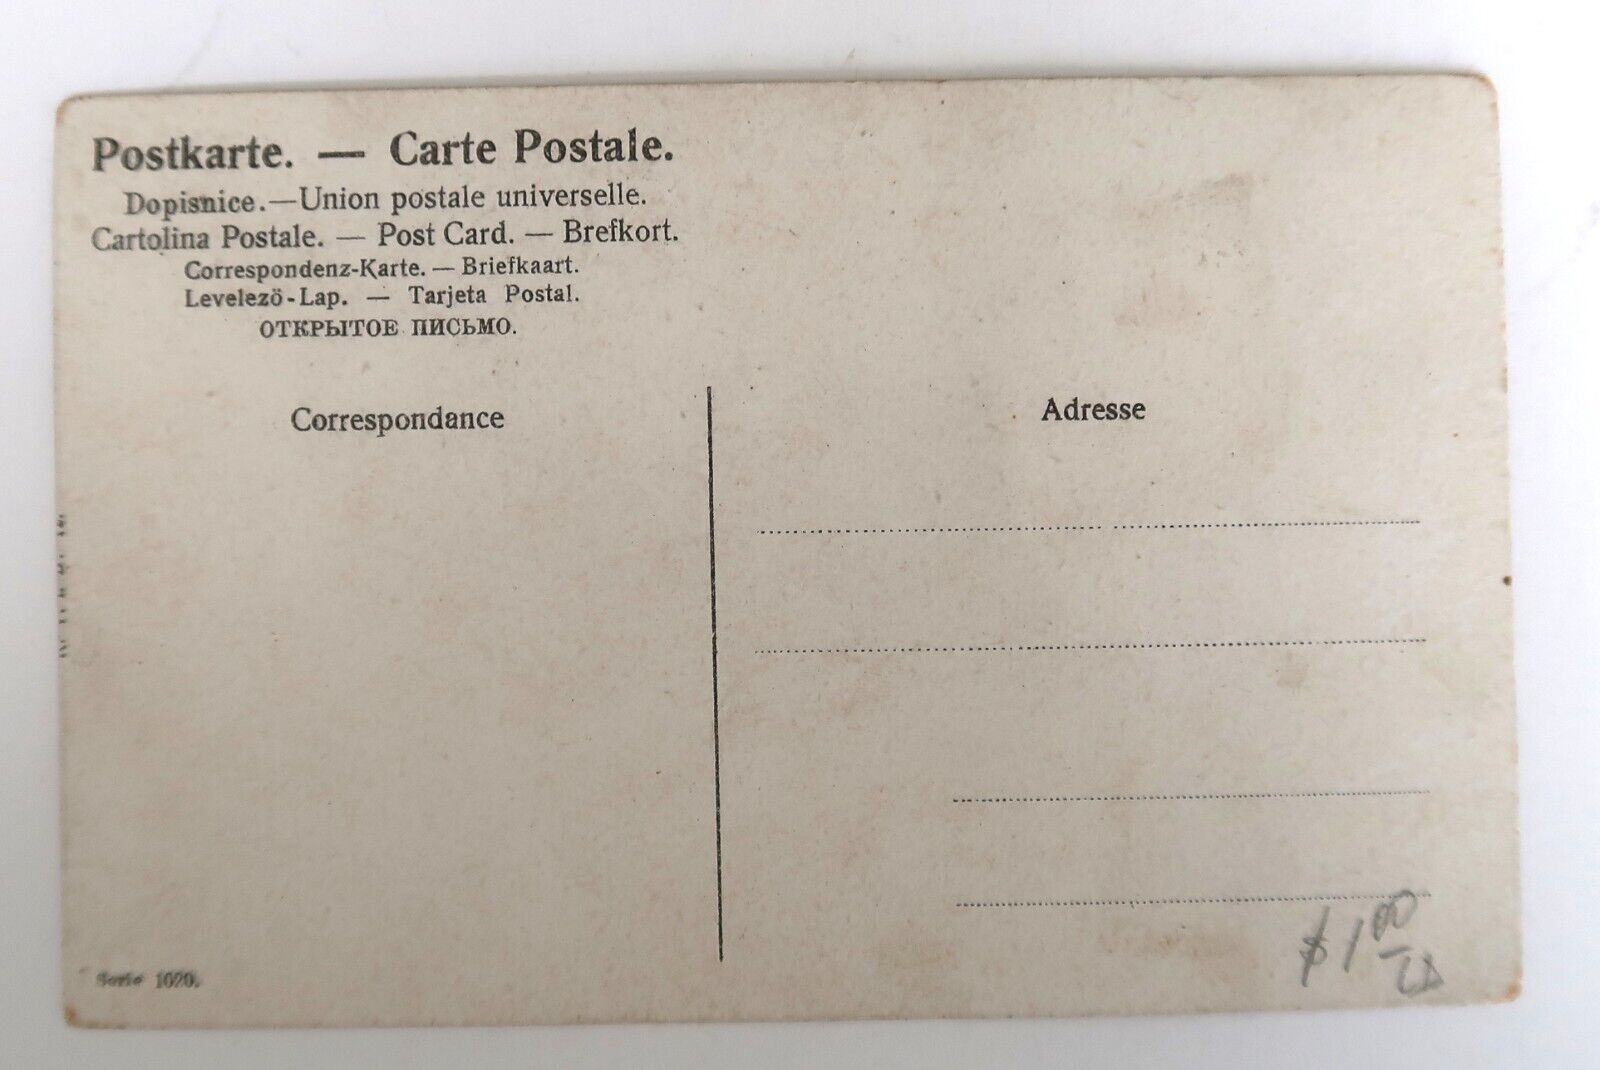 Postkarte. — Carte Postale.
Dopisnice.—Union postale universelle.
Cartolina Postale. — Post Card. — Brefkort.
Correspondenz-Karte. — Briefkaart.
Levelezö-Lap. — Tarjeta Postal.
ОТКРЫТОЕ ПИСЬМО.
Correspondance
Adresse
Serie 1020.
$1 00